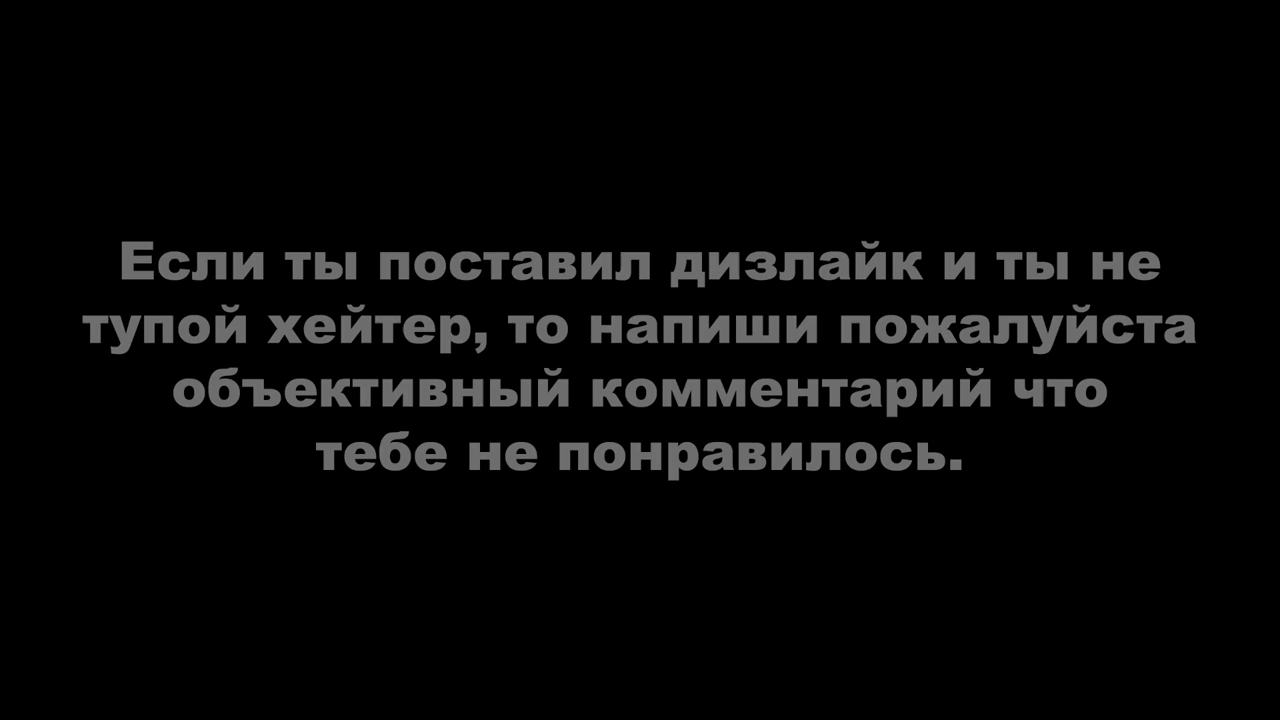 Если ты поставил дизлайк и ты не
тупой хейтер, то напиши пожалуйста
объективный комментарий что
тебе не понравилось.